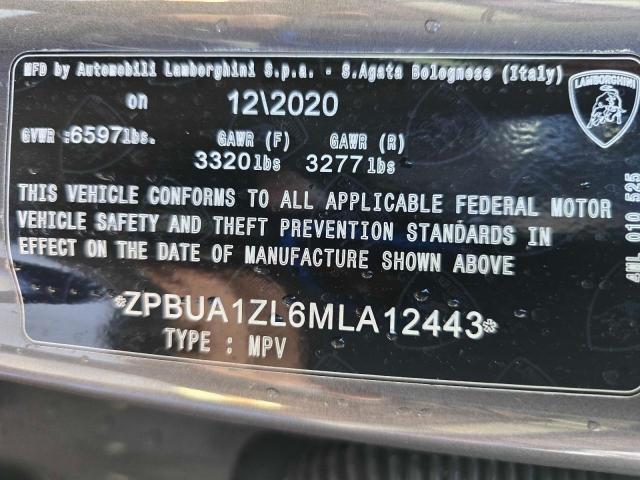 MFD by Automobili Lamborghini S.p.a. - S.Agata Bolognese (Italy)
on 12\2020
GVWR :6597lbs. GAWR (F) GAWR (R)
3320lbs 3277lbs
THIS VEHICLE CONFORMS TO ALL APPLICABLE FEDERAL MOTOR
VEHICLE SAFETY AND THEFT PREVENTION STANDARDS IN
EFFECT ON THE DATE OF MANUFACTURE SHOWN ABOVE
*ZPBUA1ZL6MLA12443*
TYPE : MPV
LAMBORGHINI
4ML 010 525